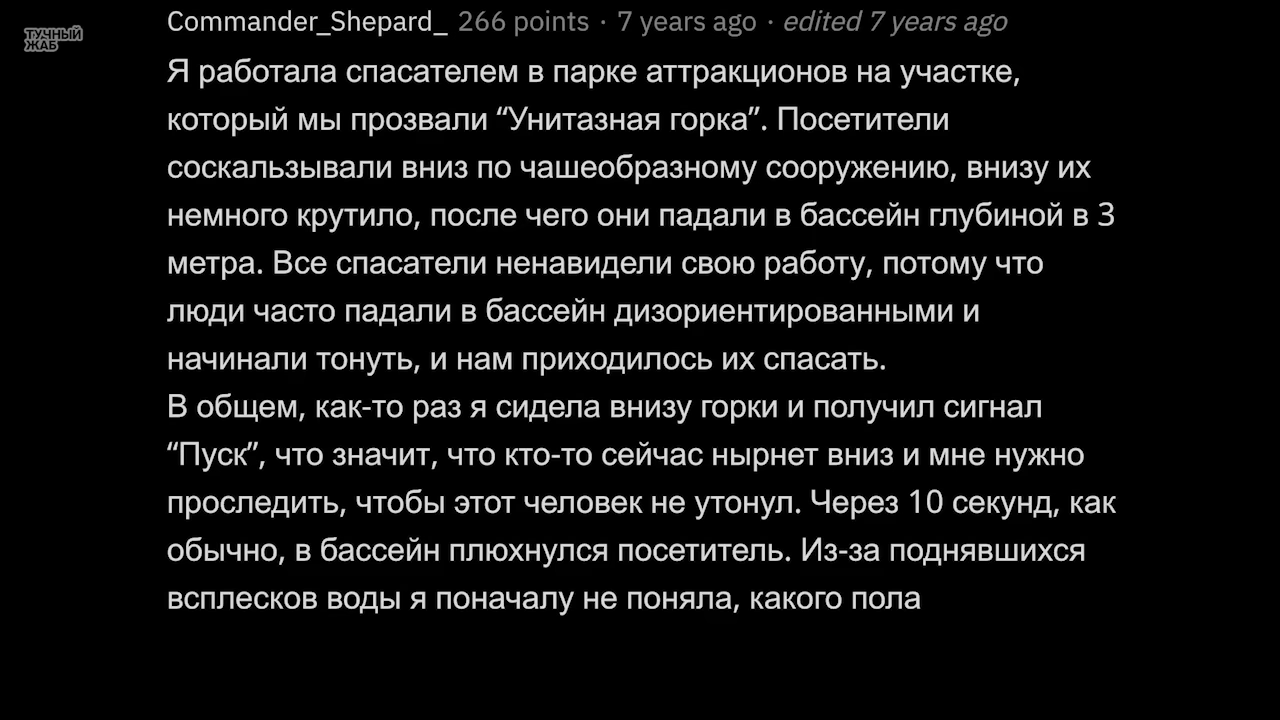 ТУЧНЫЙ
ЖАБ
Commander_Shepard_ 266 points · 7 years ago · edited 7 years ago
Я работала спасателем в парке аттракционов на участке,
который мы прозвали “Унитазная горка”. Посетители
соскальзывали вниз по чашеобразному сооружению, внизу их
немного крутило, после чего они падали в бассейн глубиной в 3
метра. Все спасатели ненавидели свою работу, потому что
люди часто падали в бассейн дизориентированными и
начинали тонуть, и нам приходилось их спасать.
В общем, как-то раз я сидела внизу горки и получил сигнал
“Пуск”, что значит, что кто-то сейчас нырнет вниз и мне нужно
проследить, чтобы этот человек не утонул. Через 10 секунд, как
обычно, в бассейн плюхнулся посетитель. Из-за поднявшихся
всплесков воды я поначалу не поняла, какого пола